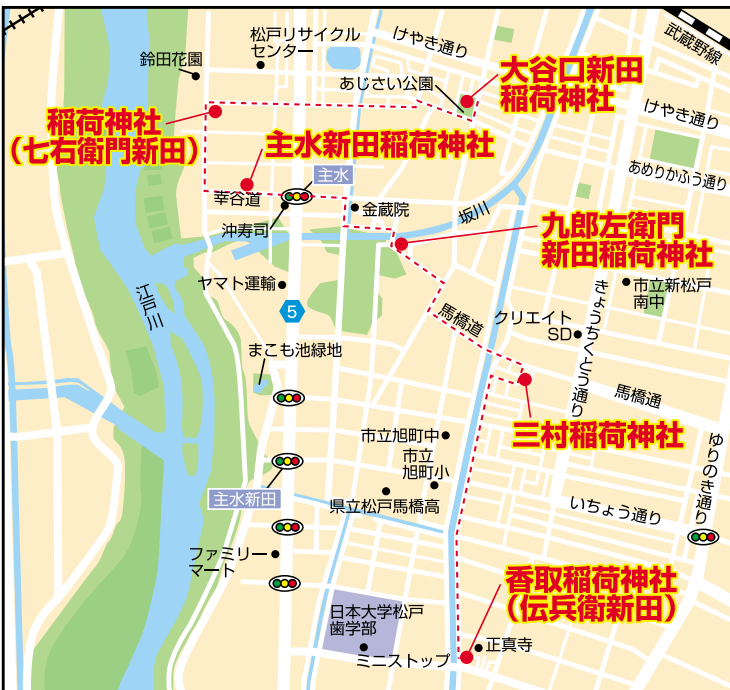 武蔵野線
松戸リサイクル
センター
けやき通り
鈴田花園
あじさい公園
大谷口新田
稲荷神社
けやき通り
稲荷神社
(七右衛門新田)
主水新田稲荷神社
あめりかふう通り
主水
幸谷道
金蔵院
坂川
沖寿司
九郎左衛門
新田稲荷神社
ヤマト運輸
江戸川
市立新松戸
南中
きょうちくとう通り
5
馬橋道
クリエイト
SD
まこも池緑地
馬橋通
三村稲荷神社
市立旭町中
ゆりのき通り
市立
旭町小
主水新田
県立松戸馬橋高
いちょう通り
ファミリー
マート
香取稲荷神社
(伝兵衛新田)
日本大学松戸
歯学部
正真寺
ミニストップ